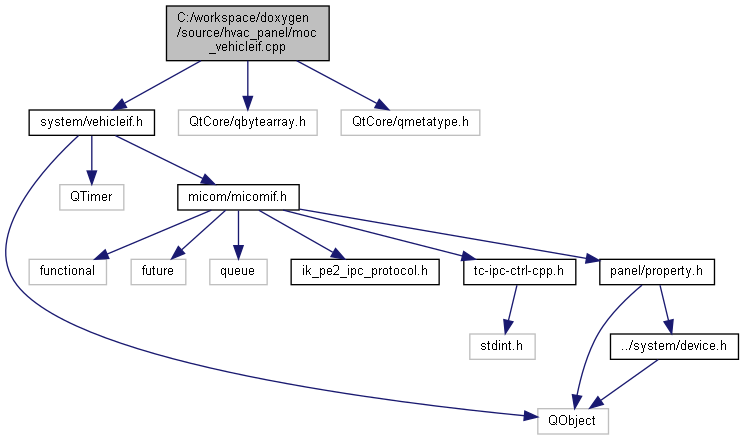 C:/workspace/doxygen
/source/hvac_panel/moc
_vehicleif.cpp
system/vehicleif.h
QtCore/qbytearray.h
QtCore/qmetatype.h
QTimer
micom/micomif.h
functional
future
queue
ik_pe2_ipc_protocol.h
tc-ipc-ctrl-cpp.h
panel/property.h
stdint.h
../system/device.h
QObject